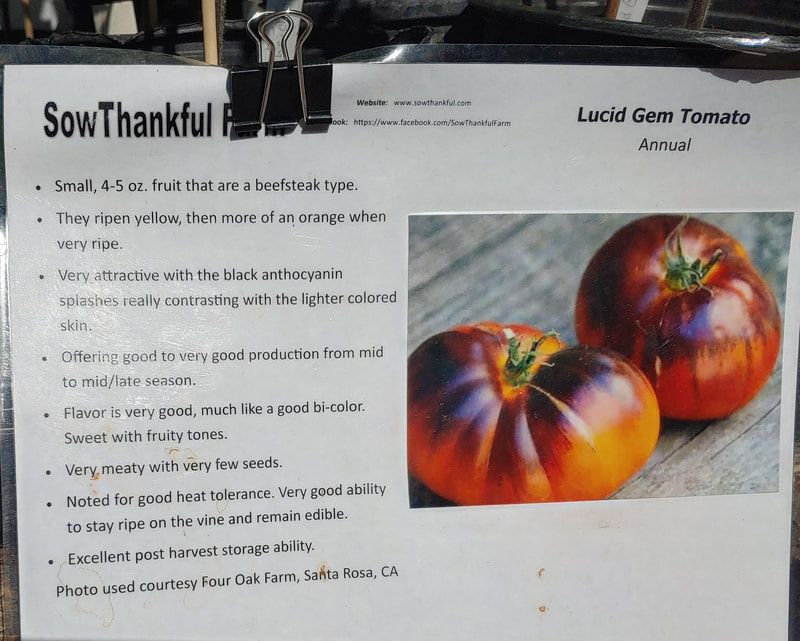 SowThankful
Website: www.sowthankful.com
ook: https://www.facebook.com/SowThankfulFarm
Lucid Gem Tomato
Annual
• Small, 4-5 oz. fruit that are a beefsteak type.
• They ripen yellow, then more of an orange when
very ripe.
• Very attractive with the black anthocyanin
splashes really contrasting with the lighter colored
skin.
• Offering good to very good production from mid
to mid/late season.
• Flavor is very good, much like a good bi-color.
Sweet with fruity tones.
• Very meaty with very few seeds.
• Noted for good heat tolerance. Very good ability
to stay ripe on the vine and remain edible.
• Excellent post harvest storage ability.
Photo used courtesy Four Oak Farm, Santa Rosa, CA